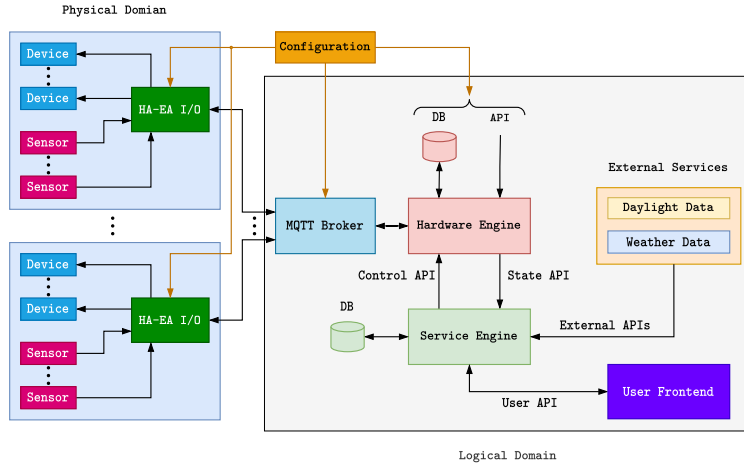 Physical Domian
Configuration
Device
Device
HA-EA I/O
Sensor
Sensor
DB
API
External Services
Daylight Data
Weather Data
MQTT Broker
Hardware Engine
Control API
State API
Device
Device
HA-EA I/O
Sensor
Sensor
DB
Service Engine
External APIs
User Frontend
User API
Logical Domain